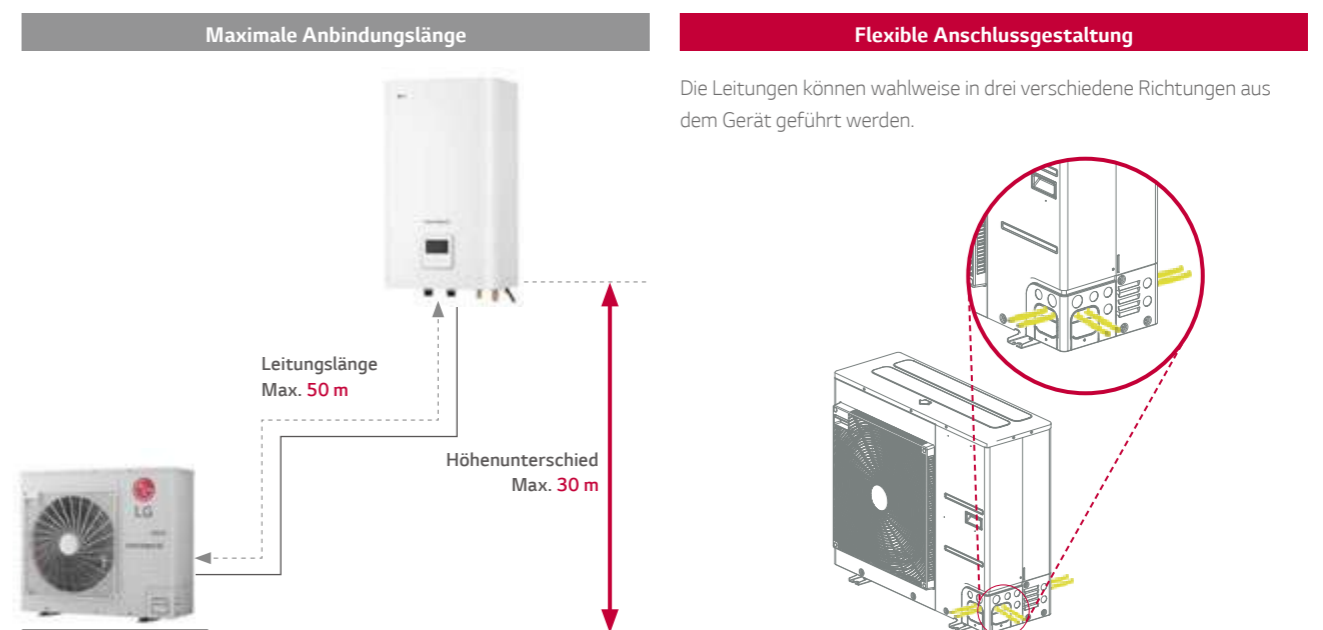 Maximale Anbindungslänge
Leitungslänge
Max. 50 m
Höhenunterschied
Max. 30 m
LG
Flexible Anschlussgestaltung
Die Leitungen können wahlweise in drei verschiedene Richtungen aus
dem Gerät geführt werden.